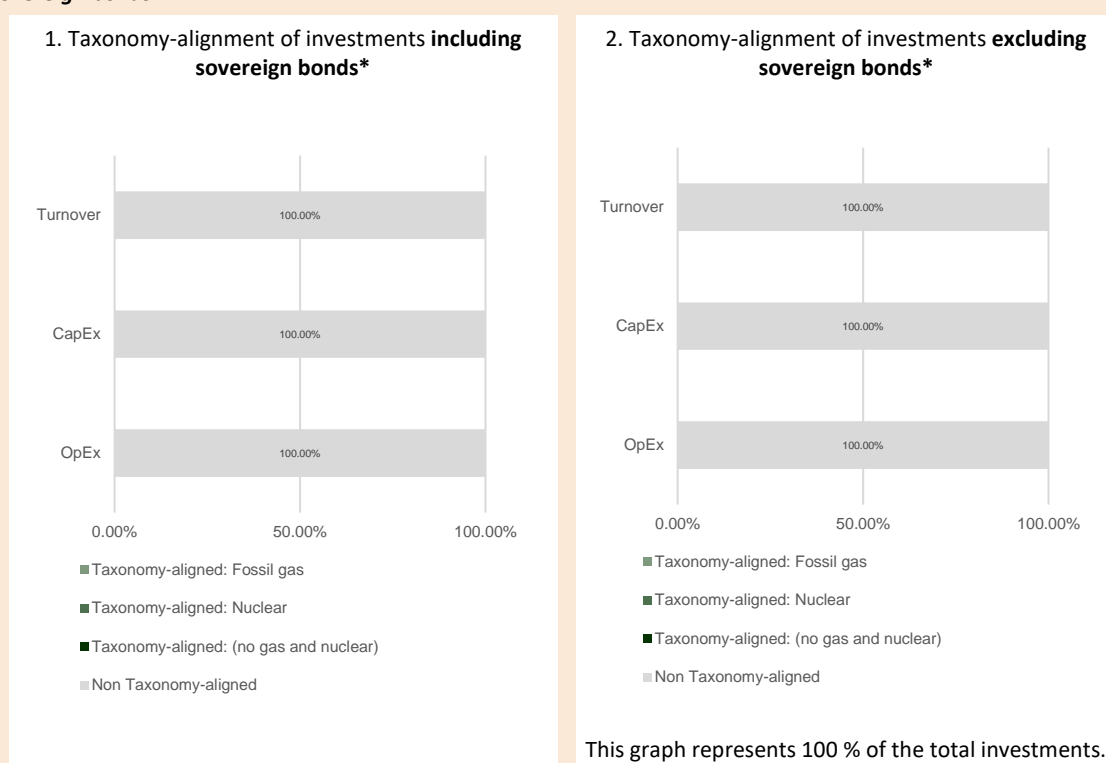 1. Taxonomy-alignment of investments including
sovereign bonds*
Turnover
100.00%
CapEx
100.00%
OpEx
100.00%
0.00% 50.00% 100.00%
Taxonomy-aligned: Fossil gas
Taxonomy-aligned: Nuclear
Taxonomy-aligned: (no gas and nuclear)
Non Taxonomy-aligned
2. Taxonomy-alignment of investments excluding
sovereign bonds*
Turnover
100.00%
CapEx
100.00%
OpEx
100.00%
0.00% 50.00% 100.00%
Taxonomy-aligned: Fossil gas
Taxonomy-aligned: Nuclear
Taxonomy-aligned: (no gas and nuclear)
Non Taxonomy-aligned
This graph represents 100 % of the total investments.